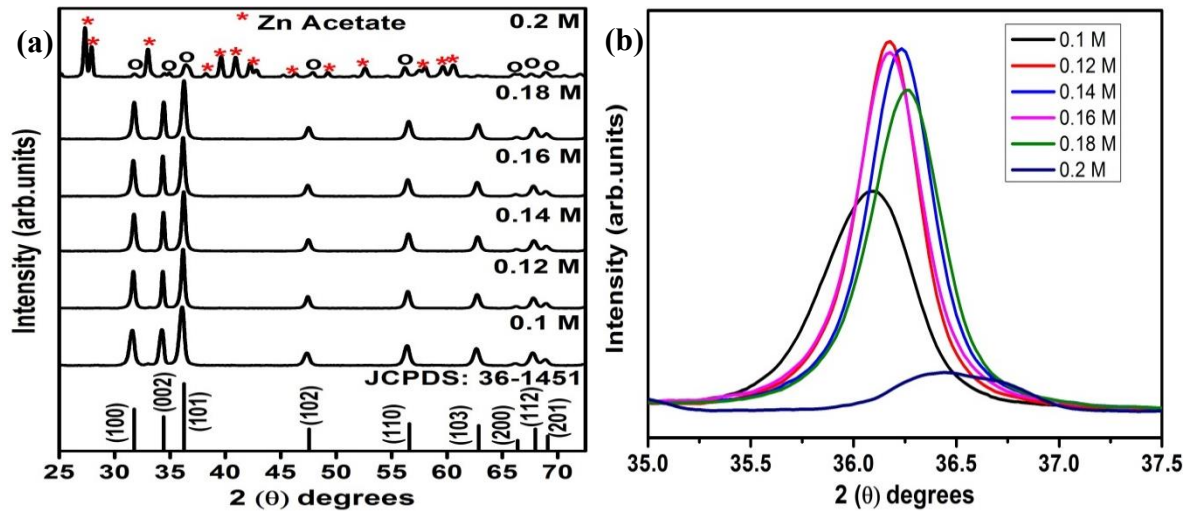 (a)
* Zn Acetate
0.2 M
0.18 M
0.16 M
0.14 M
0.12 M
0.1 M
JCPDS: 36-1451
(100)
(002)
(101)
(102)
(110)
(103)
(200)
(112)
(201)
Intensity (arb.units)
25 30 35 40 45 50 55 60 65 70
2 (θ) degrees
(b)
0.1 M
0.12 M
0.14 M
0.16 M
0.18 M
0.2 M
Intensity (arb.units)
35.0 35.5 36.0 36.5 37.0 37.5
2 (θ) degrees